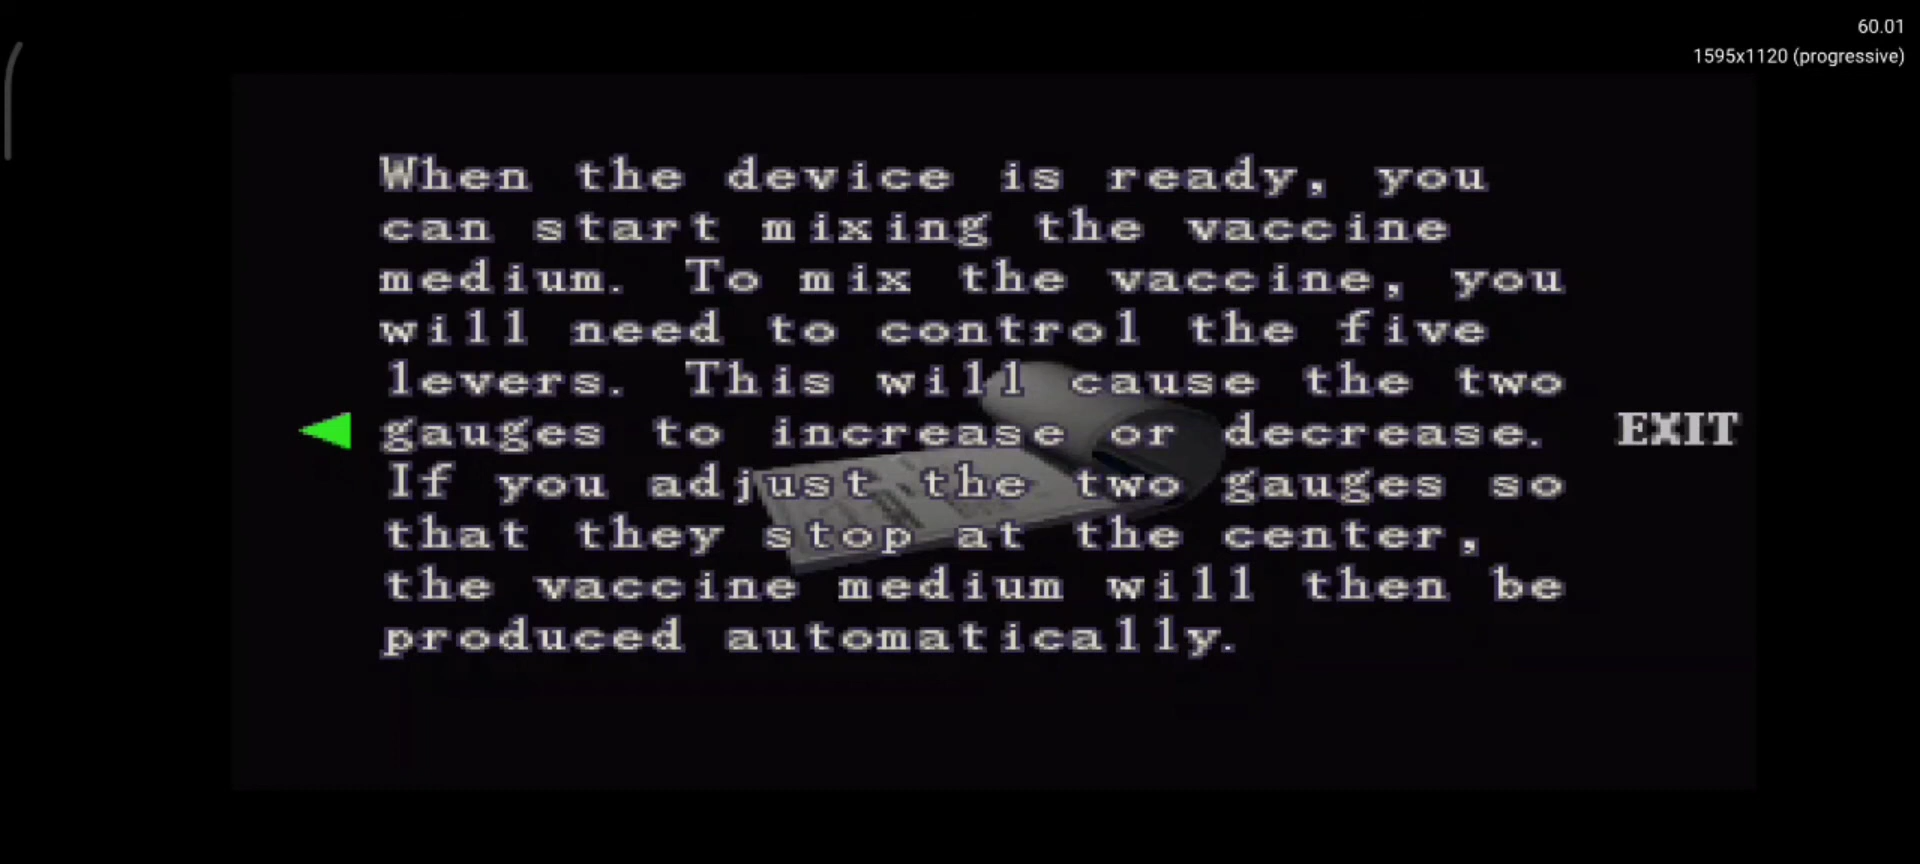 60.01
1595x1120 (progressive)
When the device is ready, you
can start mixing the vaccine
medium. To mix the vaccine, you
will need to control the five
levers. This will cause the two
gauges to increase or decrease.
EXIT
If you adjust the two gauges so
that they stop at the center,
the vaccine medium will then be
produced automatically.